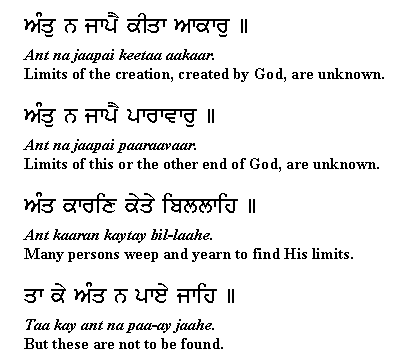 ਅੰਤੁ ਨ ਜਾਪੈ ਕੀਤਾ ਆਕਾਰੁ ॥
Ant na jaapai keetaa aakaar.
Limits of the creation, created by God, are unknown.
ਅੰਤੁ ਨ ਜਾਪੈ ਪਾਰਾਵਾਰੁ ॥
Ant na jaapai paaraavaar.
Limits of this or the other end of God, are unknown.
ਅੰਤ ਕਾਰਣਿ ਕੇਤੇ ਬਿਲਲਾਹਿ ॥
Ant kaaran kaytay bil-laahe.
Many persons weep and yearn to find His limits.
ਤਾ ਕੇ ਅੰਤ ਨ ਪਾਏ ਜਾਹਿ ॥
Taa kay ant na paa-ay jaahe.
But these are not to be found.